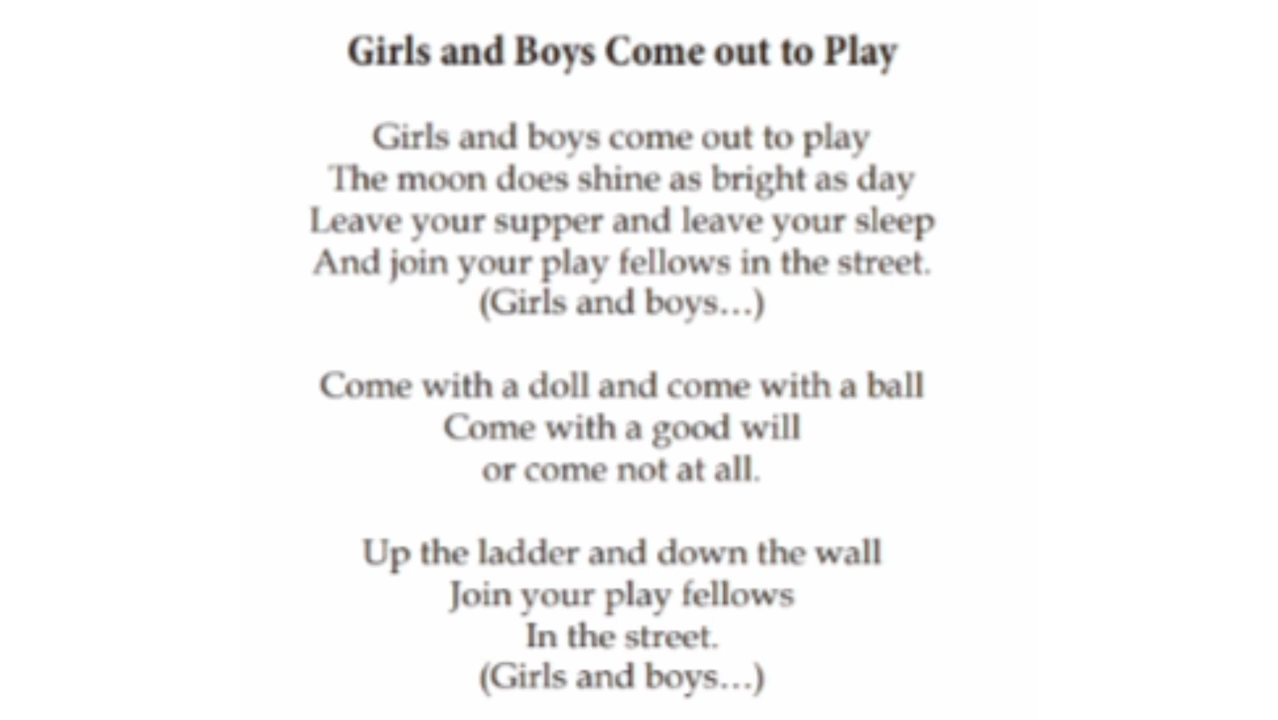 Girls and Boys Come out to Play
Girls and boys come out to play
The moon does shine as bright as day
Leave your supper and leave your sleep
And join your play fellows in the street.
(Girls and boys...)
Come with a doll and come with a ball
Come with a good will
or come not at all.
Up the ladder and down the wall
Join your play fellows
In the street.
(Girls and boys...)